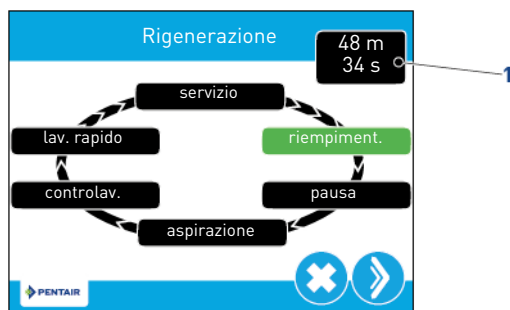 Rigenerazione
48 m
34 s
1
servizio
lav. rapido
riempiment.
controlav.
pausa
aspirazione
PENTAIR